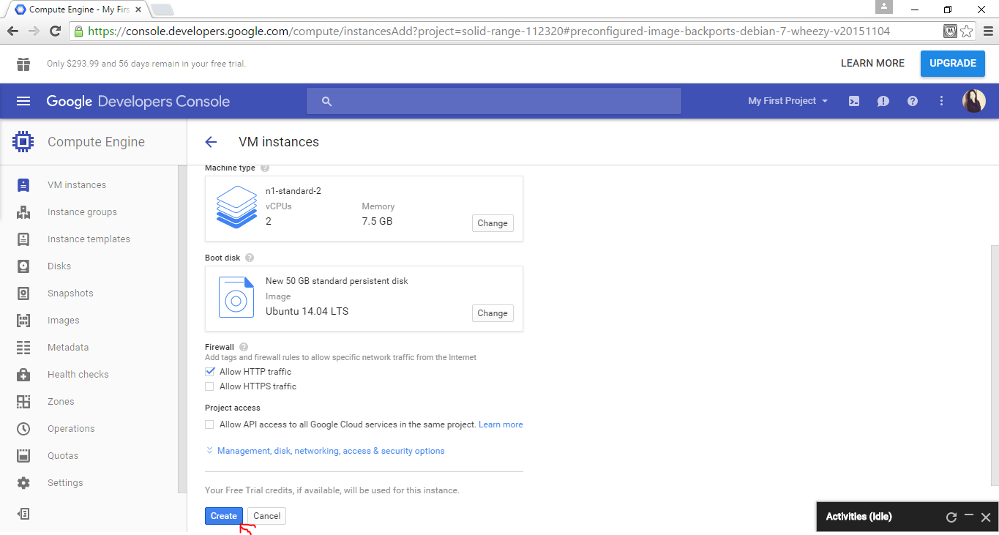 Compute Engine - My Firs
https://console.developers.google.com/compute/instancesAdd?project=solid-range-112320#preconfigured-image-backports-debian-7-wheezy-v20151104
Only $293.99 and 56 days remain in your free trial.
LEARN MORE
UPGRADE
Google Developers Console
My First Project
Compute Engine
VM instances
VM instances
Instance groups
Instance templates
Disks
Snapshots
Images
Metadata
Health checks
Zones
Operations
Quotas
Settings
Machine type
n1-standard-2
vCPUs Memory
2 7.5 GB
Change
Boot disk
New 50 GB standard persistent disk
Image
Ubuntu 14.04 LTS
Change
Firewall
Add tags and firewall rules to allow specific network traffic from the Internet
Allow HTTP traffic
Allow HTTPS traffic
Project access
Allow API access to all Google Cloud services in the same project. Learn more
Management, disk, networking, access & security options
Your Free Trial credits, if available, will be used for this instance.
Create Cancel
Activities (Idle)